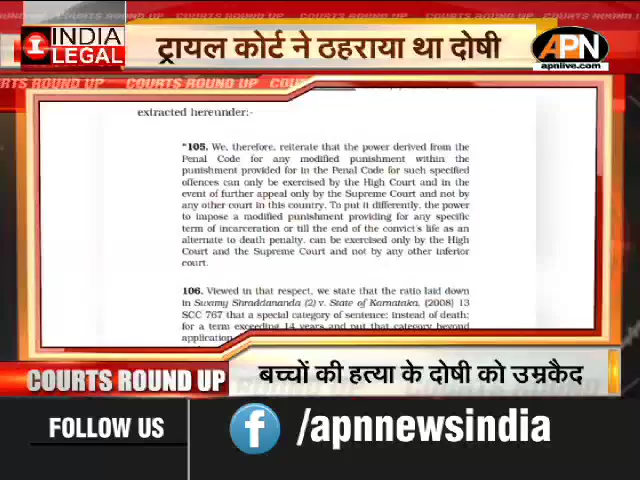 INDIA
LEGAL
ट्रायल कोर्ट ने ठहराया था दोषी
APN
apnlive.com
COURTS ROUND UP
COURTS ROUND UP
extracted hereunder:-
"105. We, therefore, reiterate that the power derived from the
Penal Code for any modified punishment within the
punishment provided for in the Penal Code for such specified
offences can only be exercised by the High Court and in the
event of further appeal only by the Supreme Court and not by
any other court in this country. To put it differently, the power
to impose a modified punishment providing for any specific
term of incarceration or till the end of the convict's life as an
alternate to death penalty, can be exercised only by the High
Court and the Supreme Court and not by any other inferior
court.
106. Viewed in that respect, we state that the ratio laid down
in Swamy Shraddananda (2) v. State of Karnataka, (2008) 13
SCC 767 that a special category of sentence; instead of death;
for a term exceeding 14 years and put that category beyond
application
COURTS ROUND UP
बच्चों की हत्या के दोषी को उम्रकैद
FOLLOW US
f /apnnewsindia